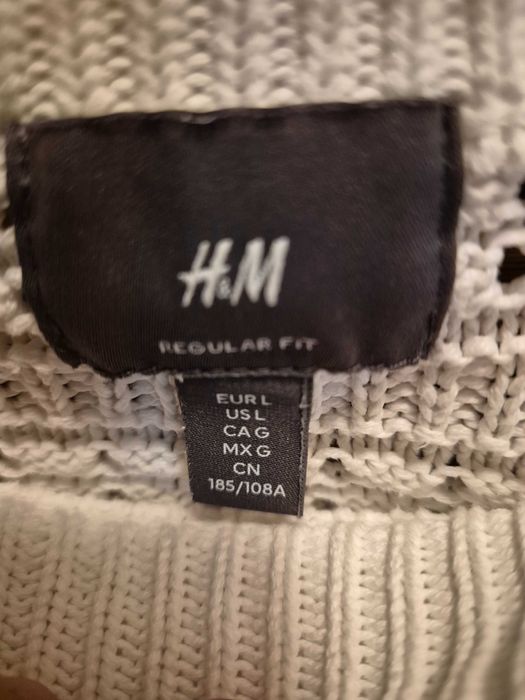 H&M
REGULAR FIT
EUR L
US L
CA G
MX G
CN
185/108A